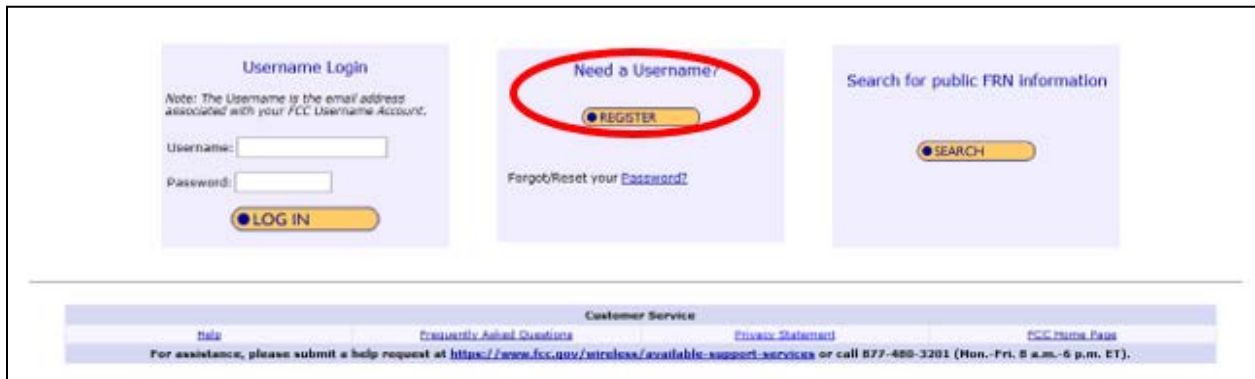 Username Login
Note: The Username is the email address
associated with your FCC Username Account.
Username:
Password:
LOG IN
Need a Username?
REGISTER
Forgot/Reset your Password?
Search for public FRN information
SEARCH
Customer Service
Help Frequently Asked Questions Privacy Statement FCC Home Page
For assistance, please submit a help request at https://www.fcc.gov/wireless/available-support-services or call 877-480-3201 (Mon.-Fri. 8 a.m.-6 p.m. ET).